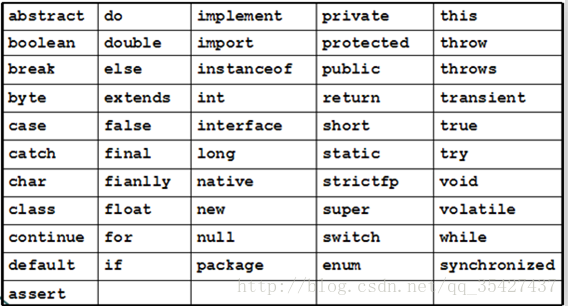 abstract do implement private this
boolean double import protected throw
break else instanceof public throws
byte extends int return transient
case false interface short true
catch final long static try
char fianlly native strictfp void
class float new super volatile
continue for null switch while
default if package enum synchronized
assert
http://blog.csdn.net/qq_35427437